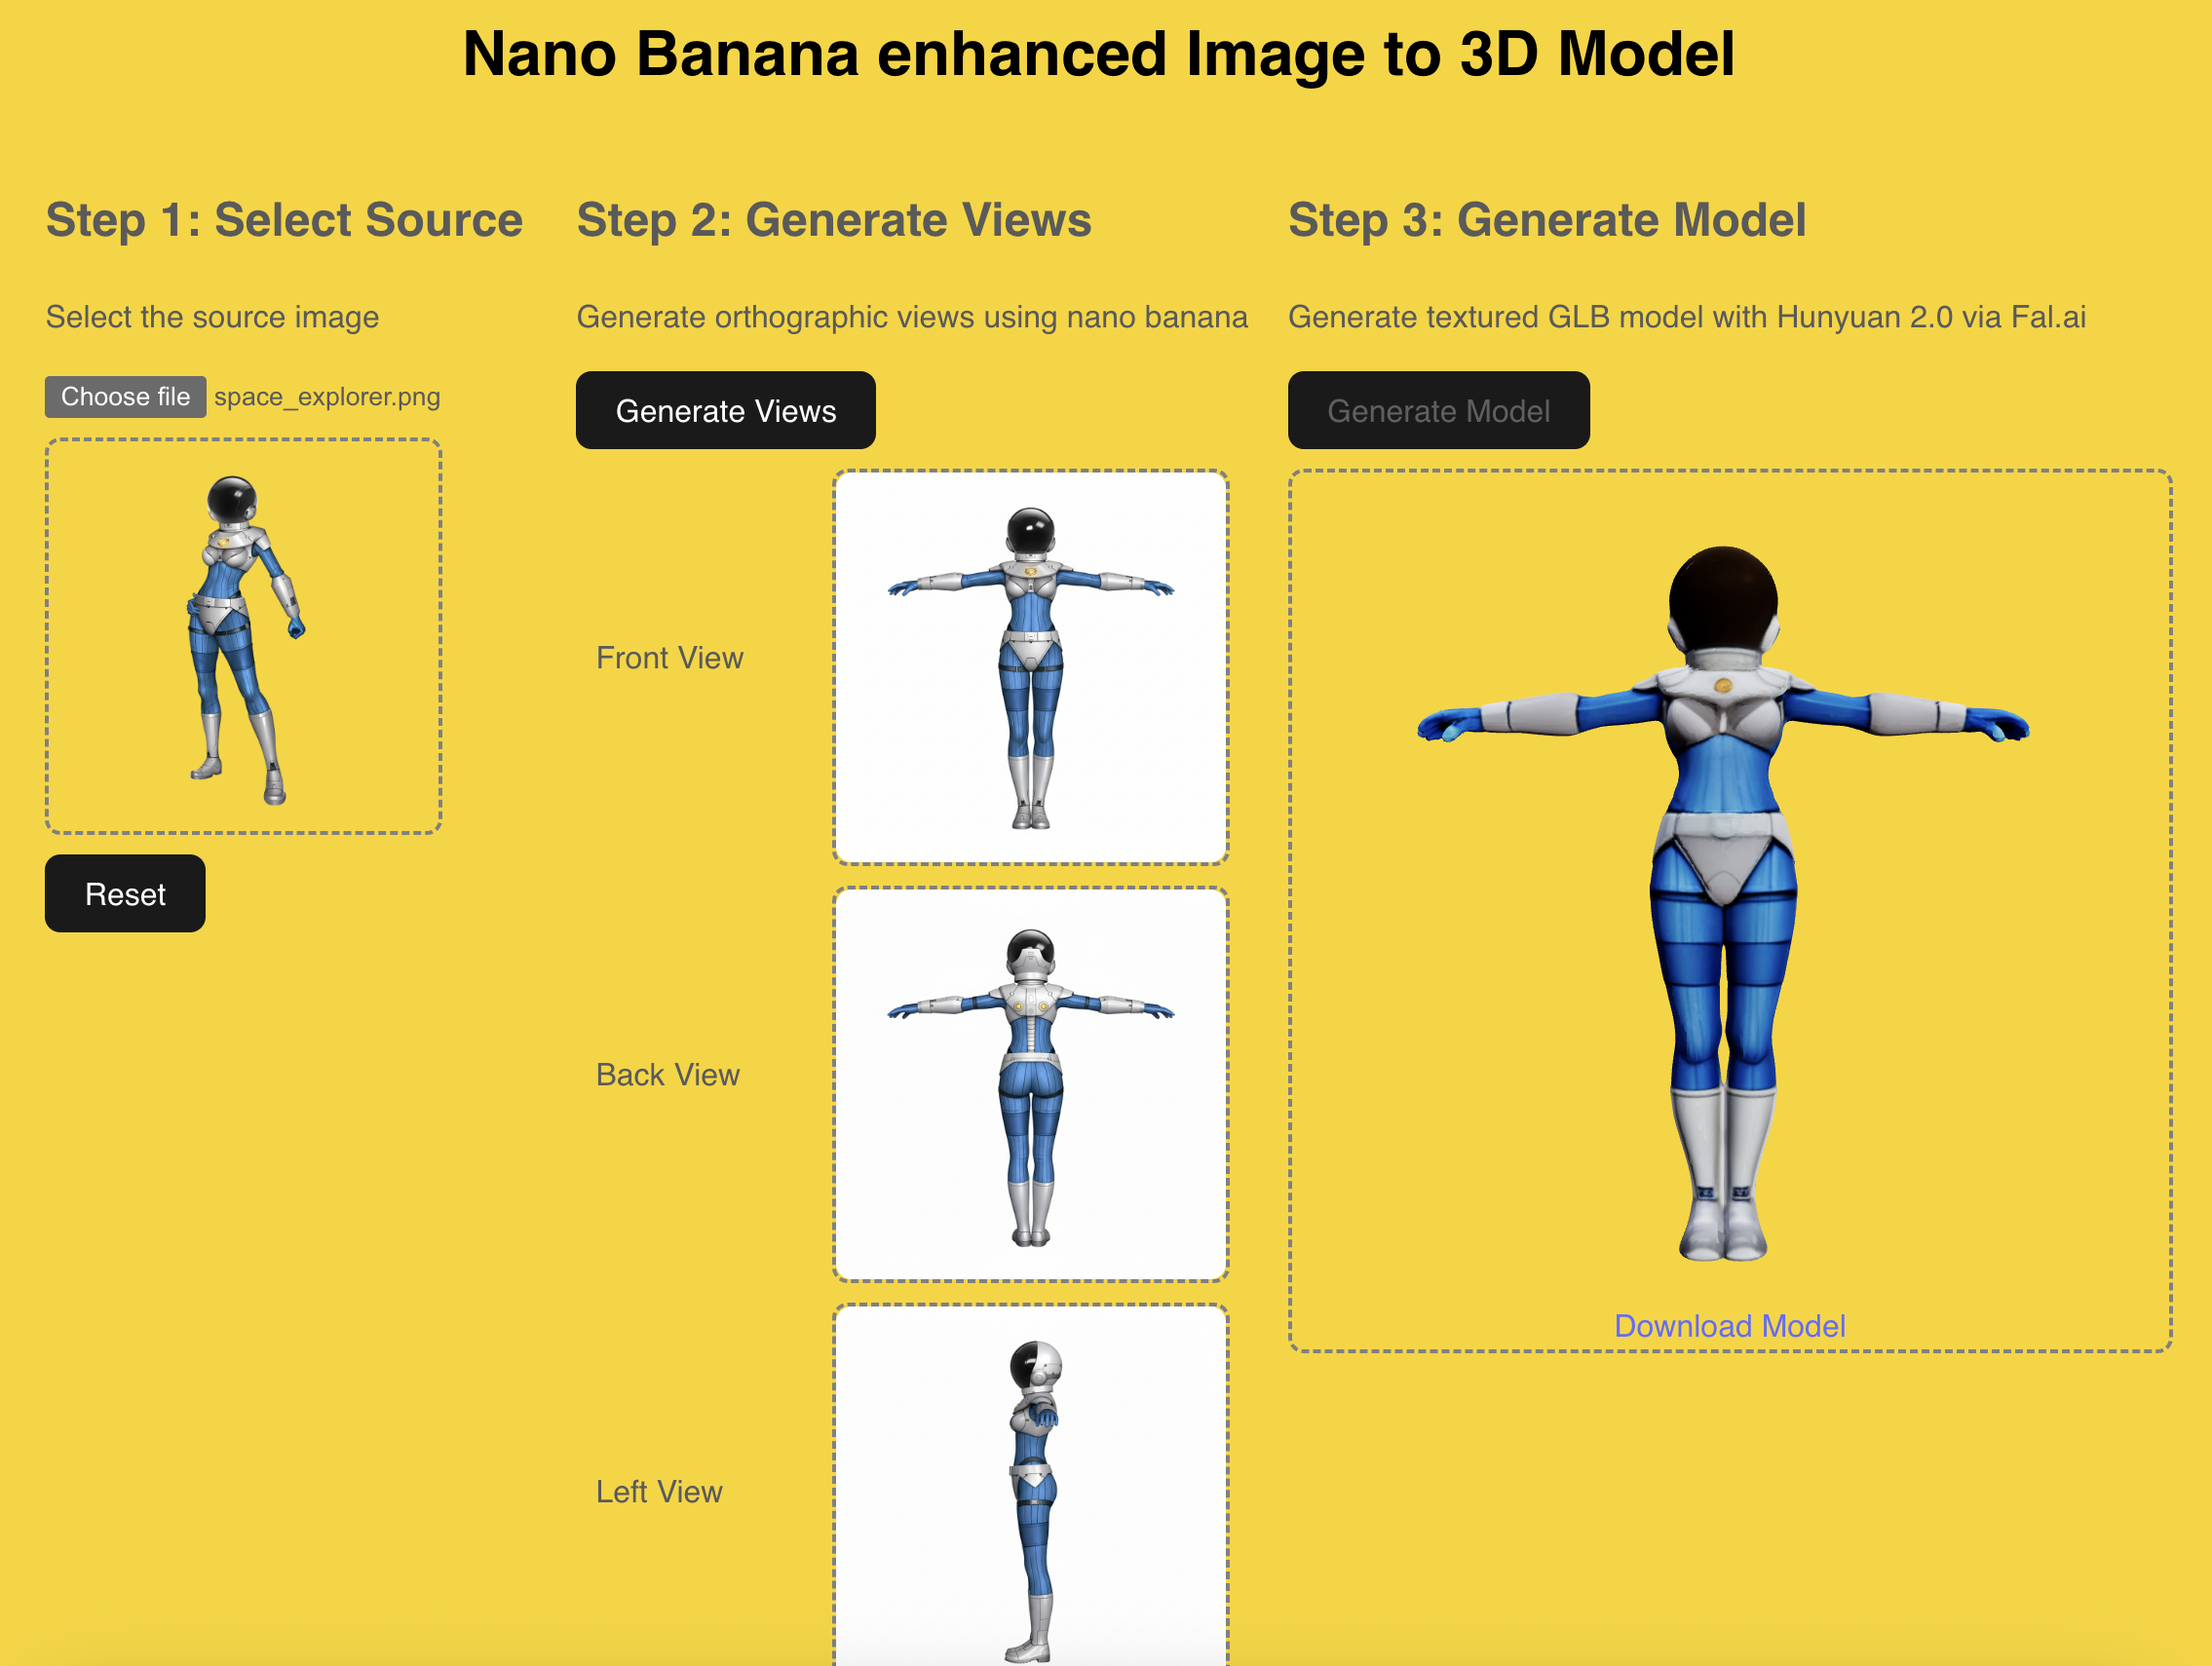 Nano Banana enhanced Image to 3D Model
Step 1: Select Source
Select the source image
Choose file space_explorer.png
Reset
Step 2: Generate Views
Generate orthographic views using nano banana
Generate Views
Front View
Back View
Left View
Step 3: Generate Model
Generate textured GLB model with Hunyuan 2.0 via Fal.ai
Generate Model
Download Model